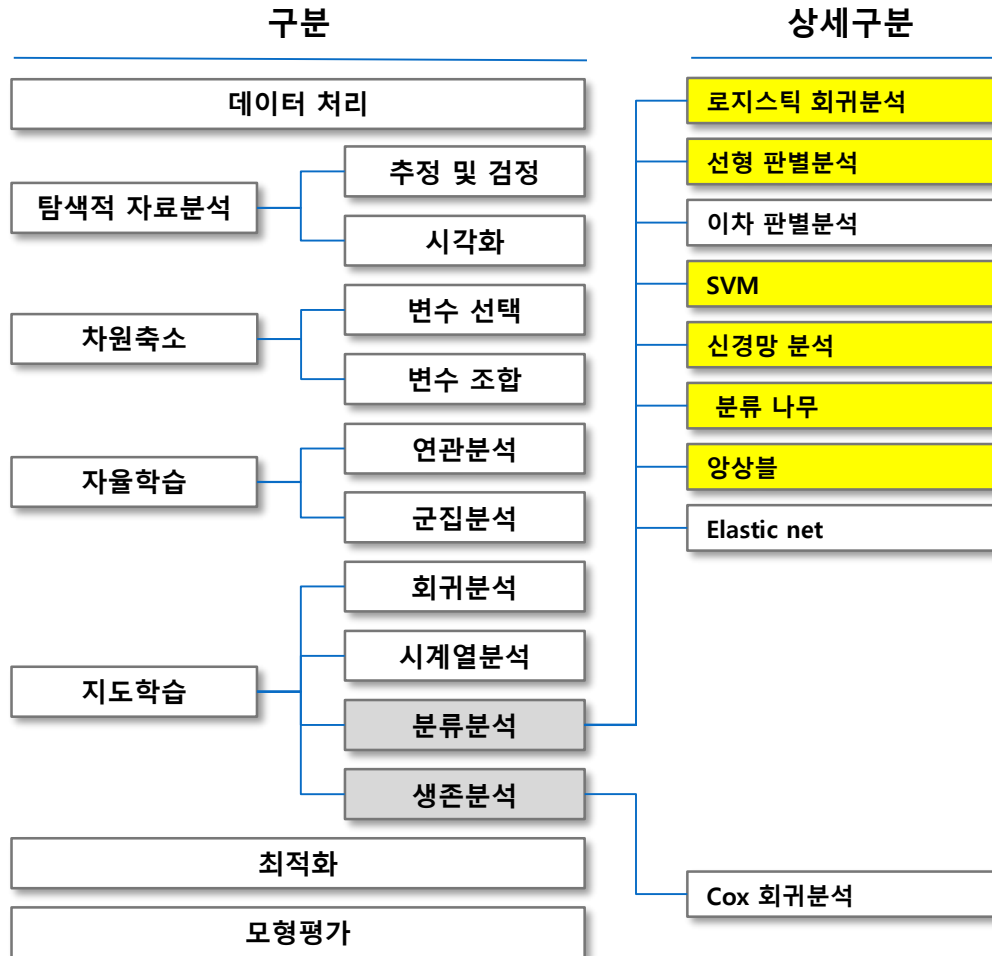 구분
상세구분
데이터 처리
탐색적 자료분석
추정 및 검정
시각화
차원축소
변수 선택
변수 조합
자율학습
연관분석
군집분석
지도학습
회귀분석
시계열분석
분류분석
생존분석
최적화
모형평가
로지스틱 회귀분석
선형 판별분석
이차 판별분석
SVM
신경망 분석
분류 나무
앙상블
Elastic net
Cox 회귀분석